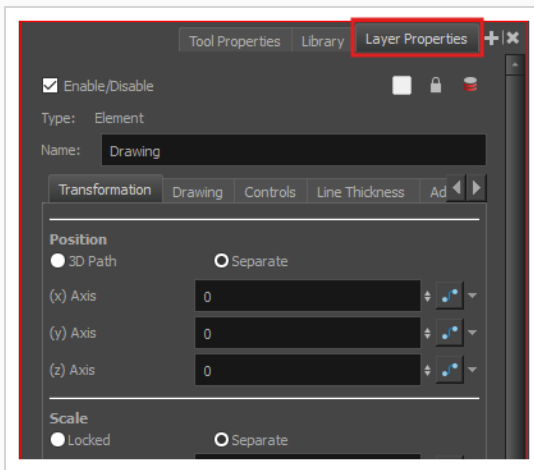 Tool Properties Library Layer Properties
Enable/Disable
Type: Element
Name: Drawing
Transformation Drawing Controls Line Thickness Ad
Position
3D Path Separate
(x) Axis 0
(y) Axis 0
(z) Axis 0
Scale
Locked Separate